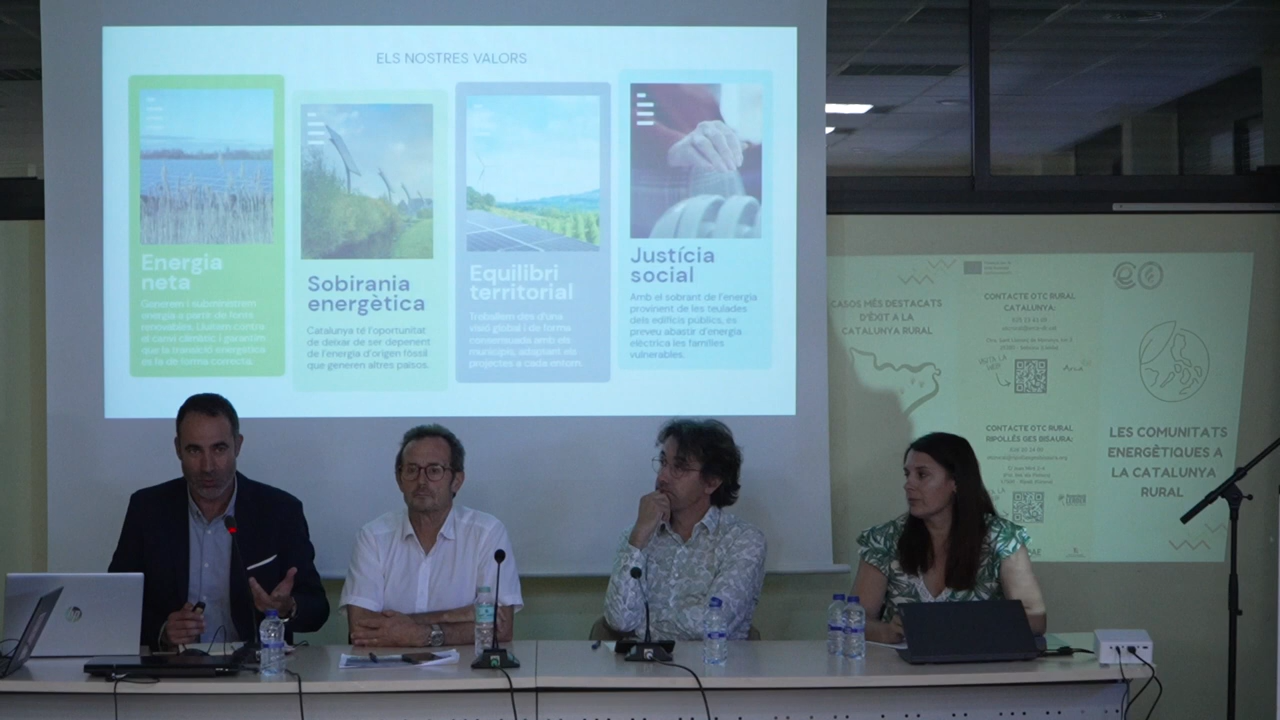 ELS NOSTRES VALORS
Energia
neta
Generem i subministrem
energia a partir de fonts
renovables, lluitem contra
el canvi climàtic i garantim
que la transició energètica
es fa de forma correcta.
Sobirania
energètica
Catalunya té l'oportunitat
de deixar de ser depenent
de l'energia d'origen fòssil
que generen altres països.
Equilibri
territorial
Treballem des d'una
visió global i de forma
consensuada amb els
municipis, adaptant els
projectes a cada entorn.
Justícia
social
Amb el sobrant de l'energia
provinent de les teulades
dels edificis públics, es
preveu abastir d'energia
elèctrica les famílies
vulnerables.
CASOS MÉS DESTACATS
D'ÈXIT A LA
CATALUNYA RURAL
CONTACTE OTC RURAL
CATALUNYA:
CONTACTE OTC RURAL
RIPOLLÈS GES BISAURA:
LES COMUNITATS
ENERGÈTIQUES A
LA CATALUNYA
RURAL
hp